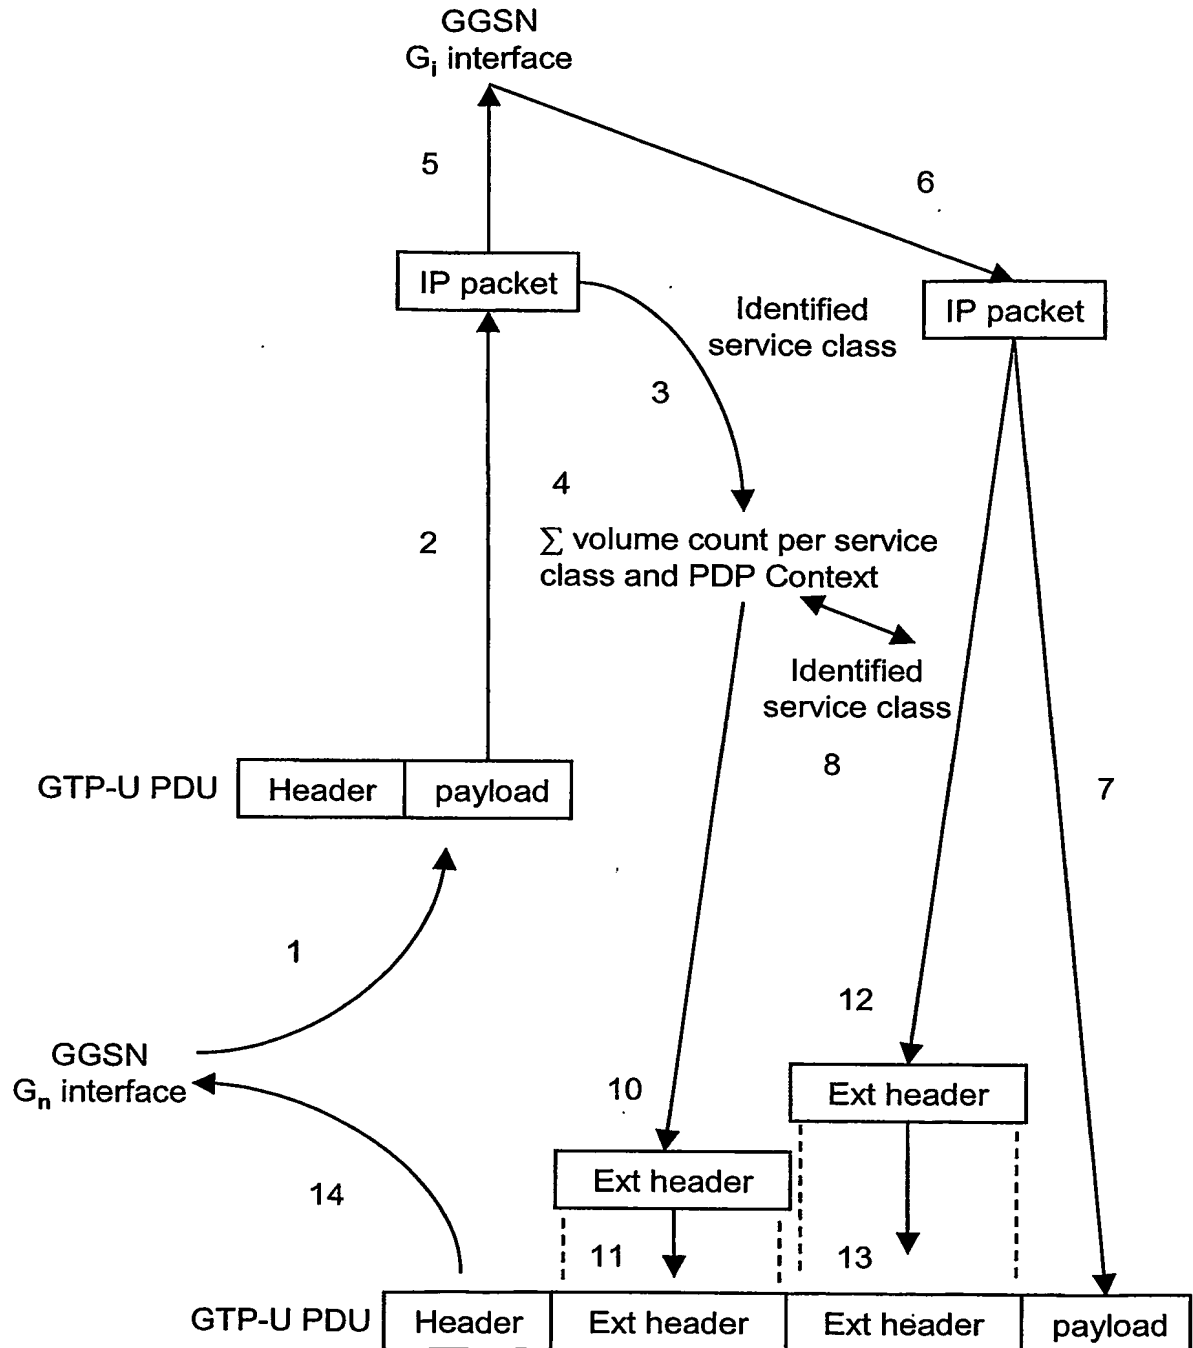 GGSN
Gi interface
5
6
IP packet
Identified
service class
IP packet
3
4
2
∑ volume count per service
class and PDP Context
Identified
service class
8
7
GTP-U PDU
Header
payload
1
12
GGSN
Gn interface
10
Ext header
Ext header
14
11
13
GTP-U PDU
Header
Ext header
Ext header
payload